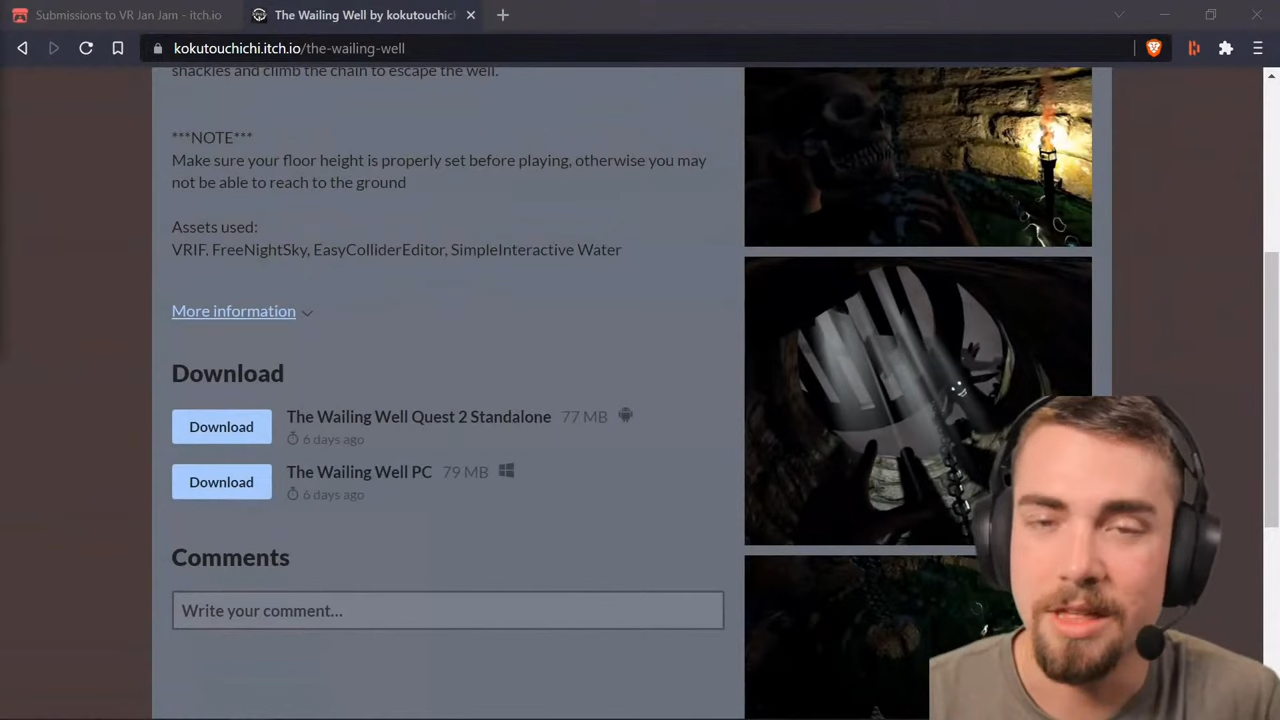 Submissions to VR Jan Jam - itch.io
The Wailing Well by kokutouchichi
kokutouchichi.itch.io/the-wailing-well
shackles and climb the chain to escape the well.
***NOTE***
Make sure your floor height is properly set before playing, otherwise you may
not be able to reach to the ground
Assets used:
VRIF. FreeNightSky, EasyColliderEditor, SimpleInteractive Water
More information
Download
Download The Wailing Well Quest 2 Standalone 77 MB
6 days ago
Download The Wailing Well PC 79 MB
6 days ago
Comments
Write your comment...